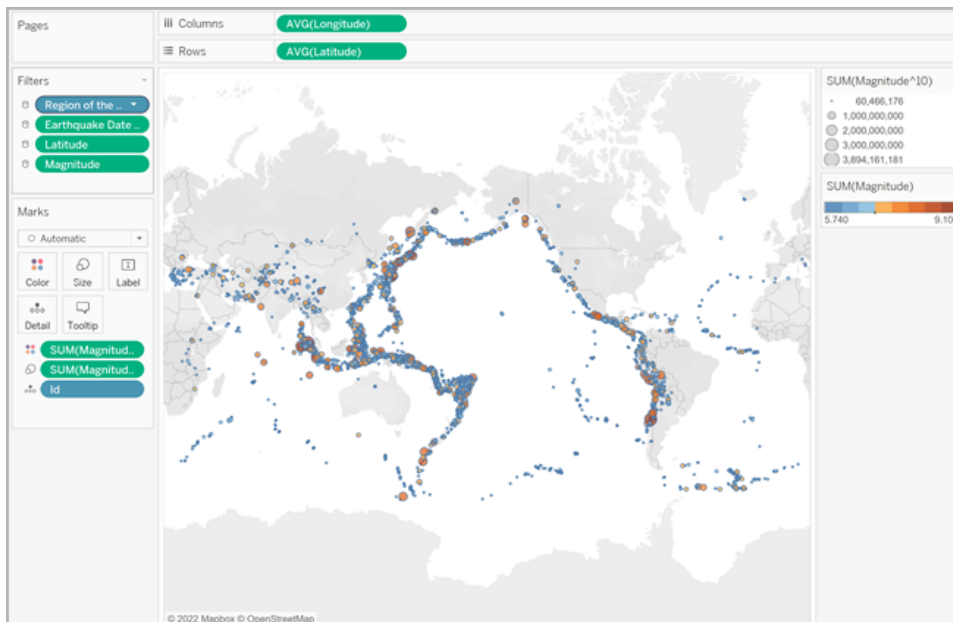 Pages
Columns
AVG(Longitude)
Rows
AVG(Latitude)
Filters
Region of the ..
Earthquake Date ..
Latitude
Magnitude
Marks
Automatic
Color
Size
Label
Detail
Tooltip
SUM(Magnitud..
SUM(Magnitud..
Id
© 2022 Mapbox © OpenStreetMap
SUM(Magnitude^10)
60,466,176
1,000,000,000
2,000,000,000
3,000,000,000
3,894,161,181
SUM(Magnitude)
5.740 9.10